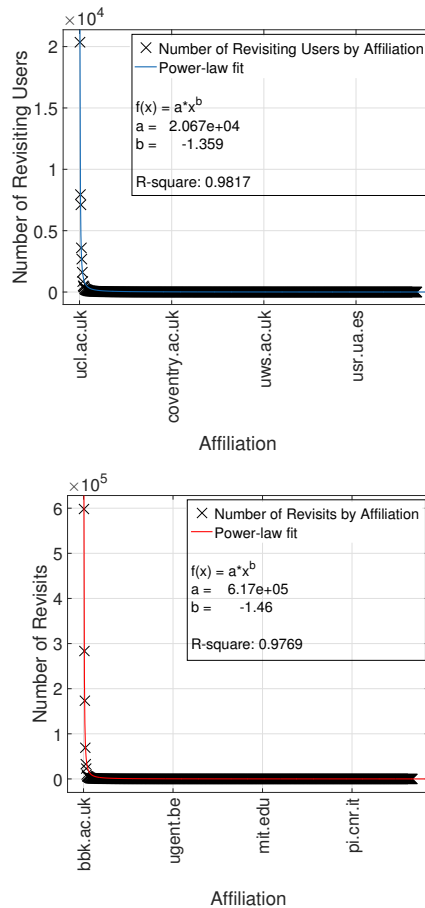 ×10^4
2
1.5
1
0.5
0
Number of Revisiting Users
Number of Revisiting Users by Affiliation
Power-law fit
f(x) = a*x^b
a = 2.067e+04
b = -1.359
R-square: 0.9817
ucl.ac.uk
coventry.ac.uk
uws.ac.uk
usr.ua.es
Affiliation
×10^5
6
5
4
3
2
1
0
Number of Revisits
Number of Revisits by Affiliation
Power-law fit
f(x) = a*x^b
a = 6.17e+05
b = -1.46
R-square: 0.9769
bbk.ac.uk
ugent.be
mit.edu
pi.cnr.it
Affiliation